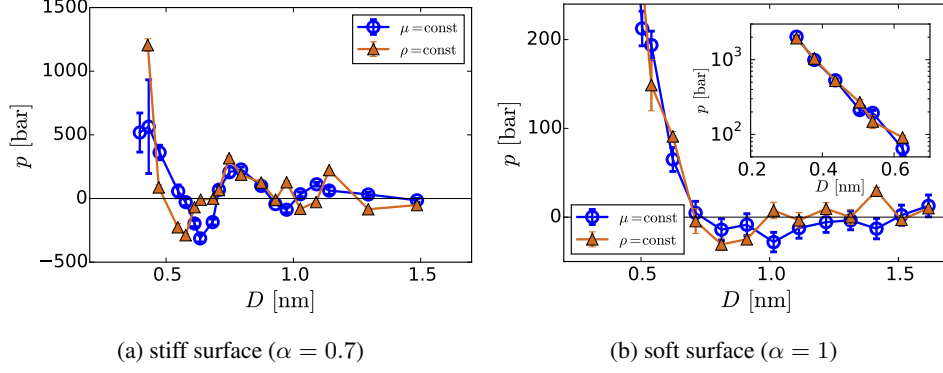 1500
1000
500
0
−500
p [bar]
μ=const
ρ=const
0.5
1.0
1.5
D [nm]
(a) stiff surface (α = 0.7)
200
100
0
p [bar]
μ=const
ρ=const
0.5
1.0
1.5
D [nm]
10³
10²
p [bar]
0.2
0.4
0.6
D [nm]
(b) soft surface (α = 1)